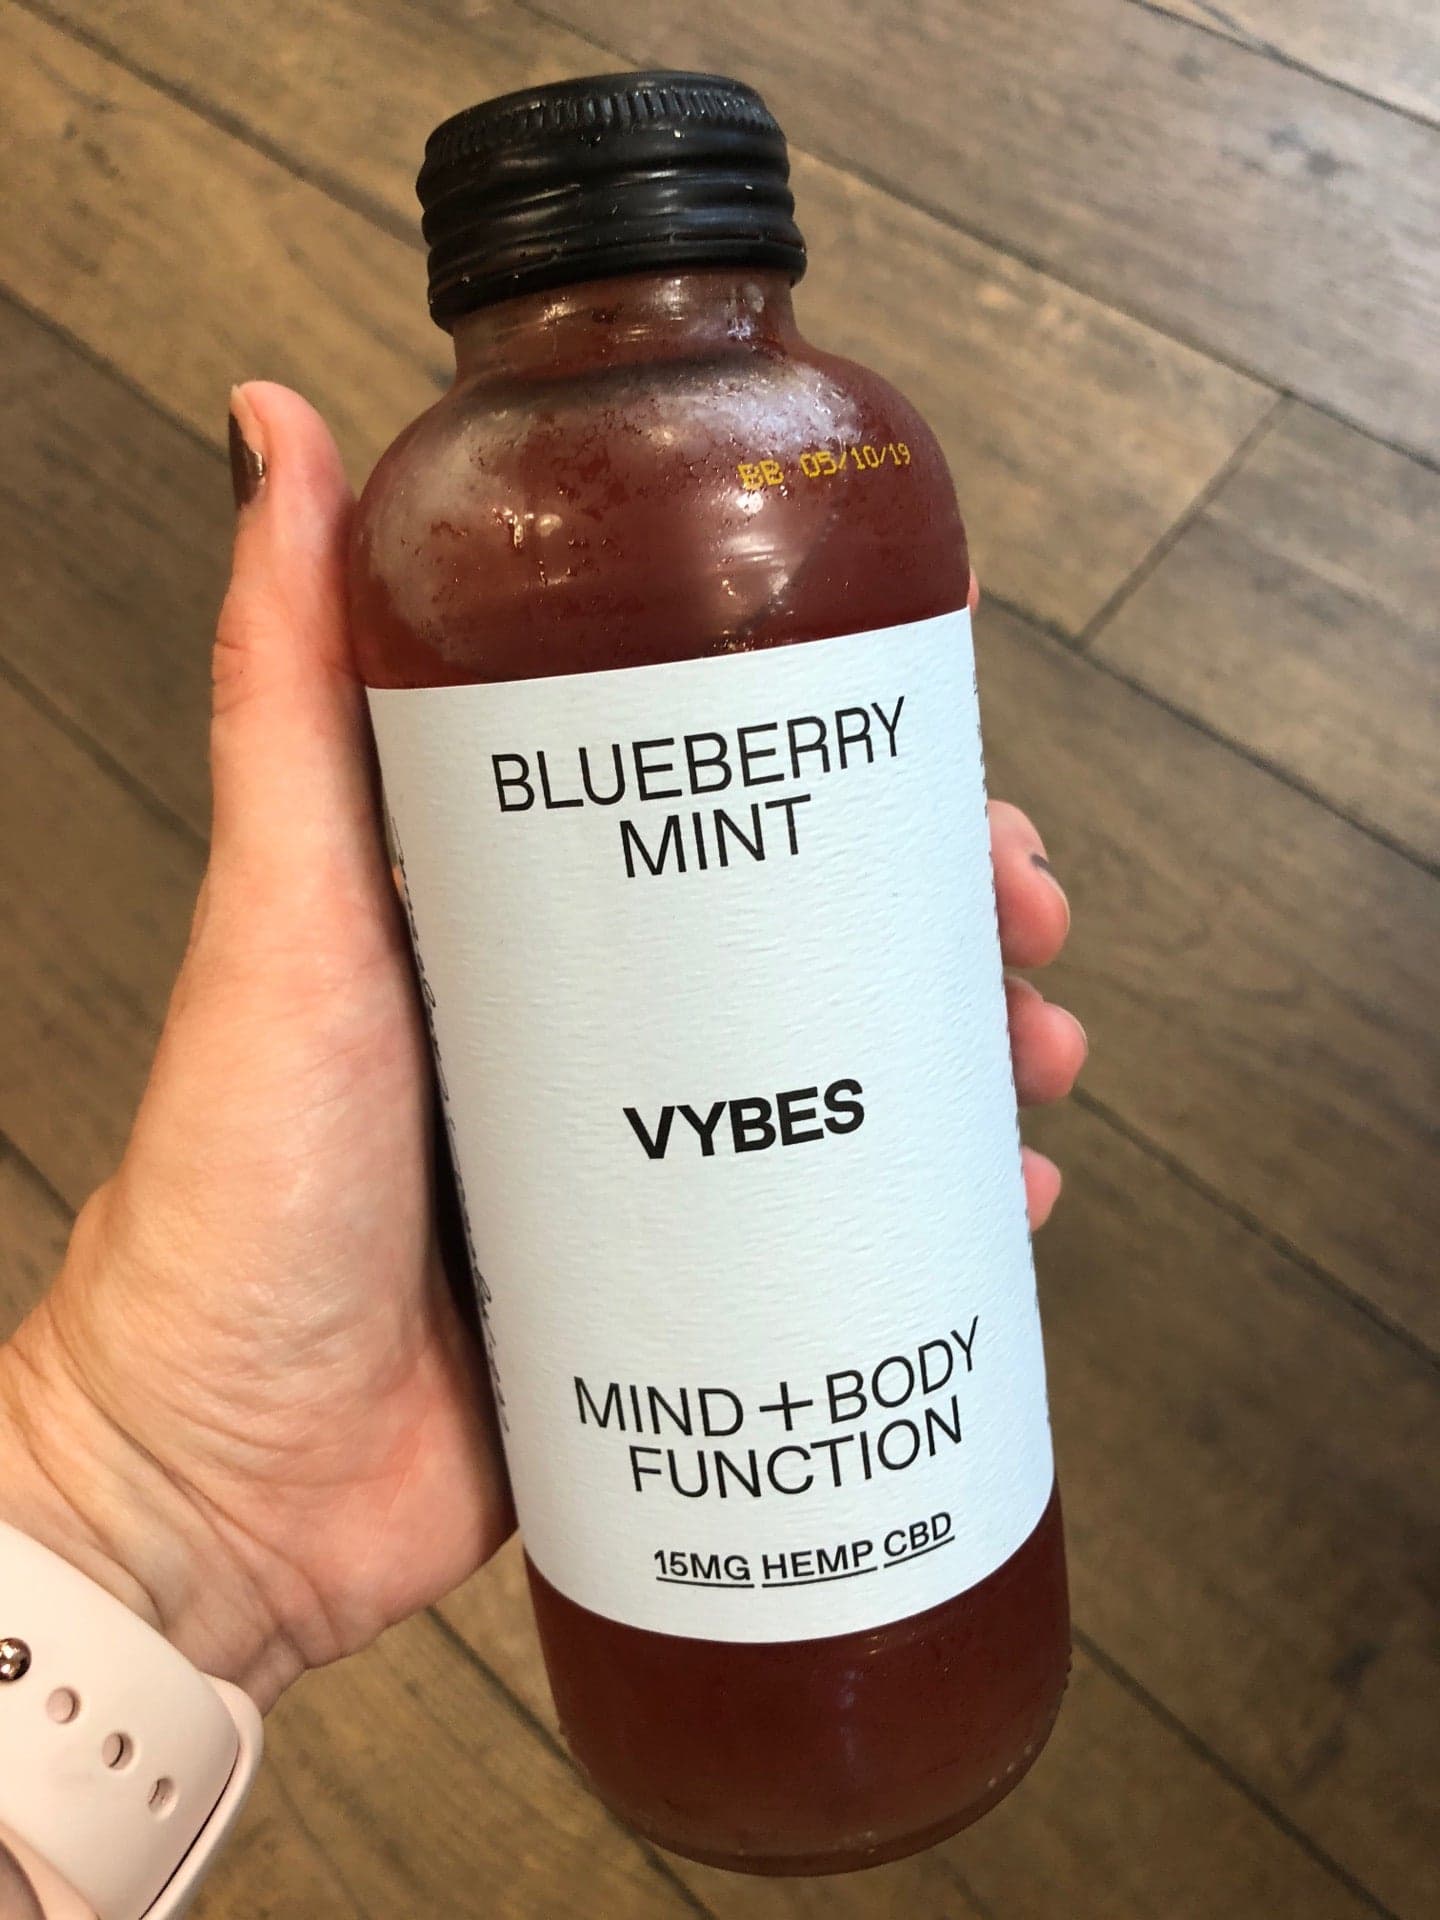 BB 05/10/19
BLUEBERRY
MINT
VYBES
MIND + BODY
FUNCTION
15MG HEMP CBD